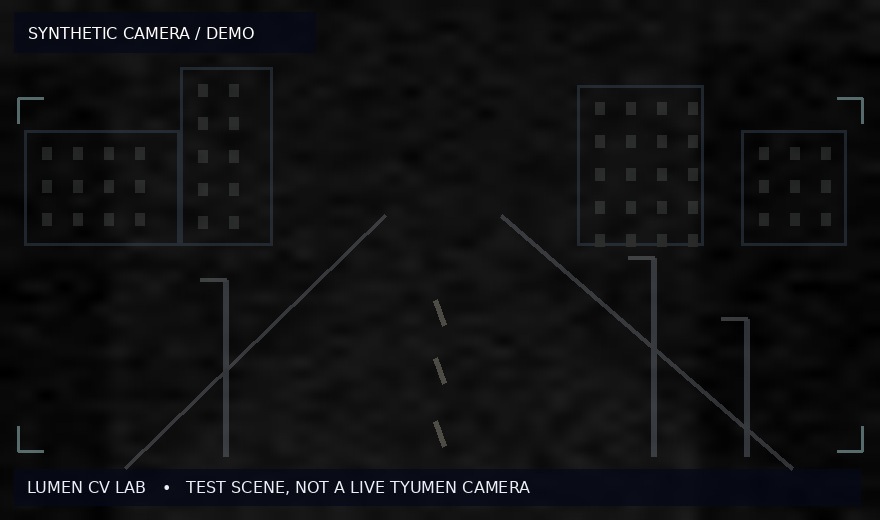 SYNTHETIC CAMERA / DEMO
LUMEN CV LAB • TEST SCENE, NOT A LIVE TYUMEN CAMERA